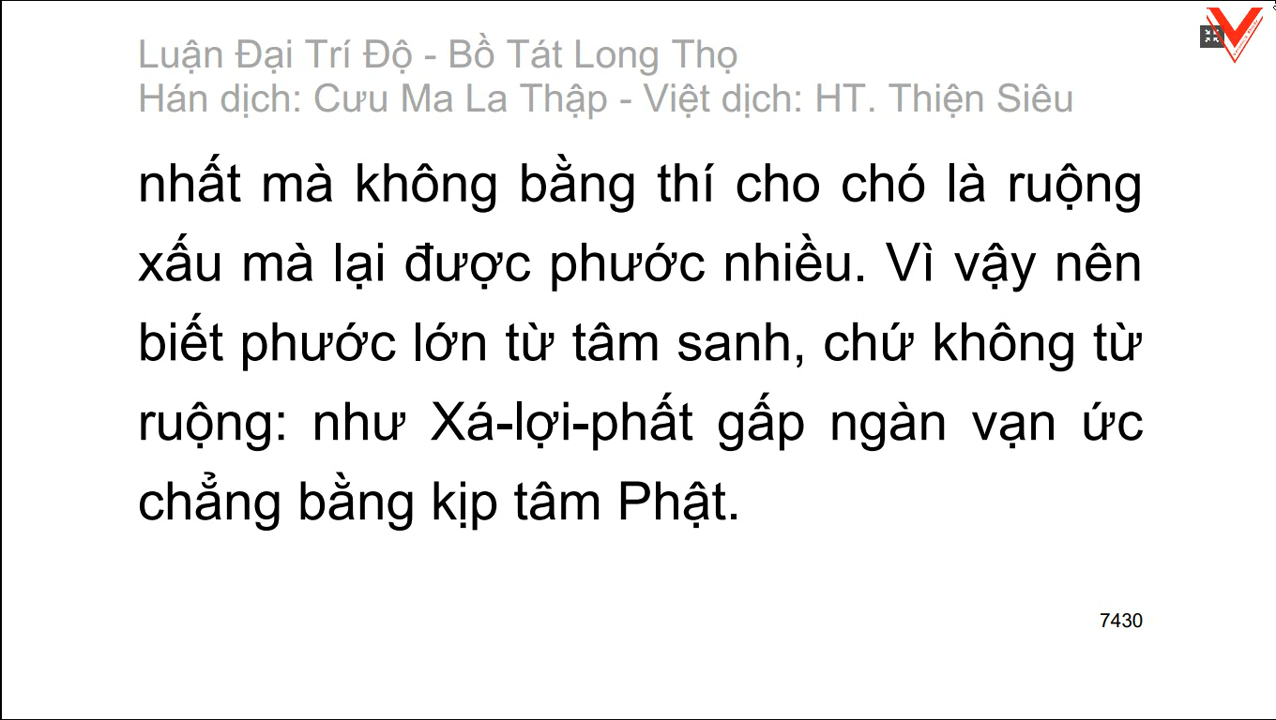 Luận Đại Trí Độ - Bồ Tát Long Thọ
Hán dịch: Cưu Ma La Thập - Việt dịch: HT. Thiện Siêu
nhất mà không bằng thí cho chó là ruộng
xấu mà lại được phước nhiều. Vì vậy nên
biết phước lớn từ tâm sanh, chứ không từ
ruộng: như Xá-lợi-phất gấp ngàn vạn ức
chẳng bằng kịp tâm Phật.
7430